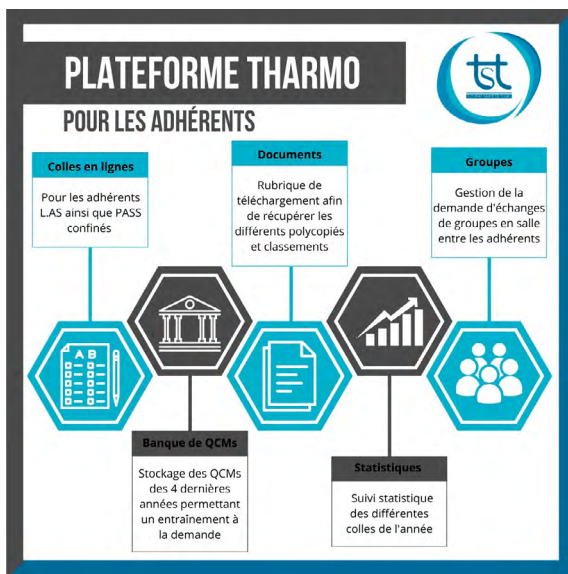 PLATEFORME THARMO
POUR LES ADHÉRENTS
tst
Colles en lignes
Pour les adhérents
L.AS ainsi que PASS
confinés
Documents
Rubrique de
téléchargement afin
de récupérer les
différents polycopiés
et classements
Groupes
Gestion de la
demande d'échanges
de groupes en salle
entre les adhérents
A B
Banque de QCMs
Stockage des QCMs
des 4 dernières
années permettant
un entraînement à
la demande
Statistiques
Suivi statistique
des différentes
colles de l'année